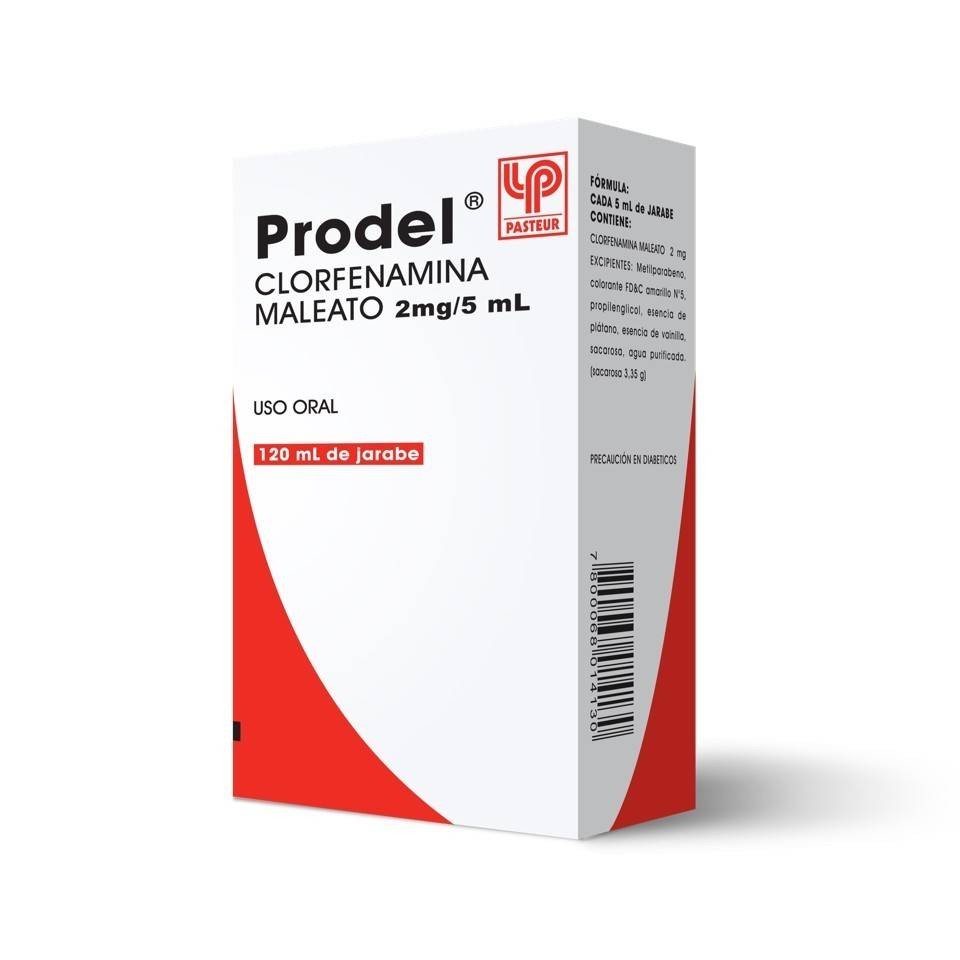 Prodel®
CLORFENAMINA
MALEATO 2mg/5 mL
USO ORAL
120 mL de jarabe
LP
PASTEUR
FÓRMULA:
CADA 5 mL de JARABE
CONTIENE:
CLORFENAMINA MALEATO 2 mg
EXCIPIENTES: Metilparabeno,
colorante FD&C amarillo N°5,
propilenglicol, esencia de
plátano, esencia de vainilla,
sacarosa, agua purificada.
(sacarosa 3,35 g)
PRECAUCIÓN EN DIABETICOS
7 800068 014130